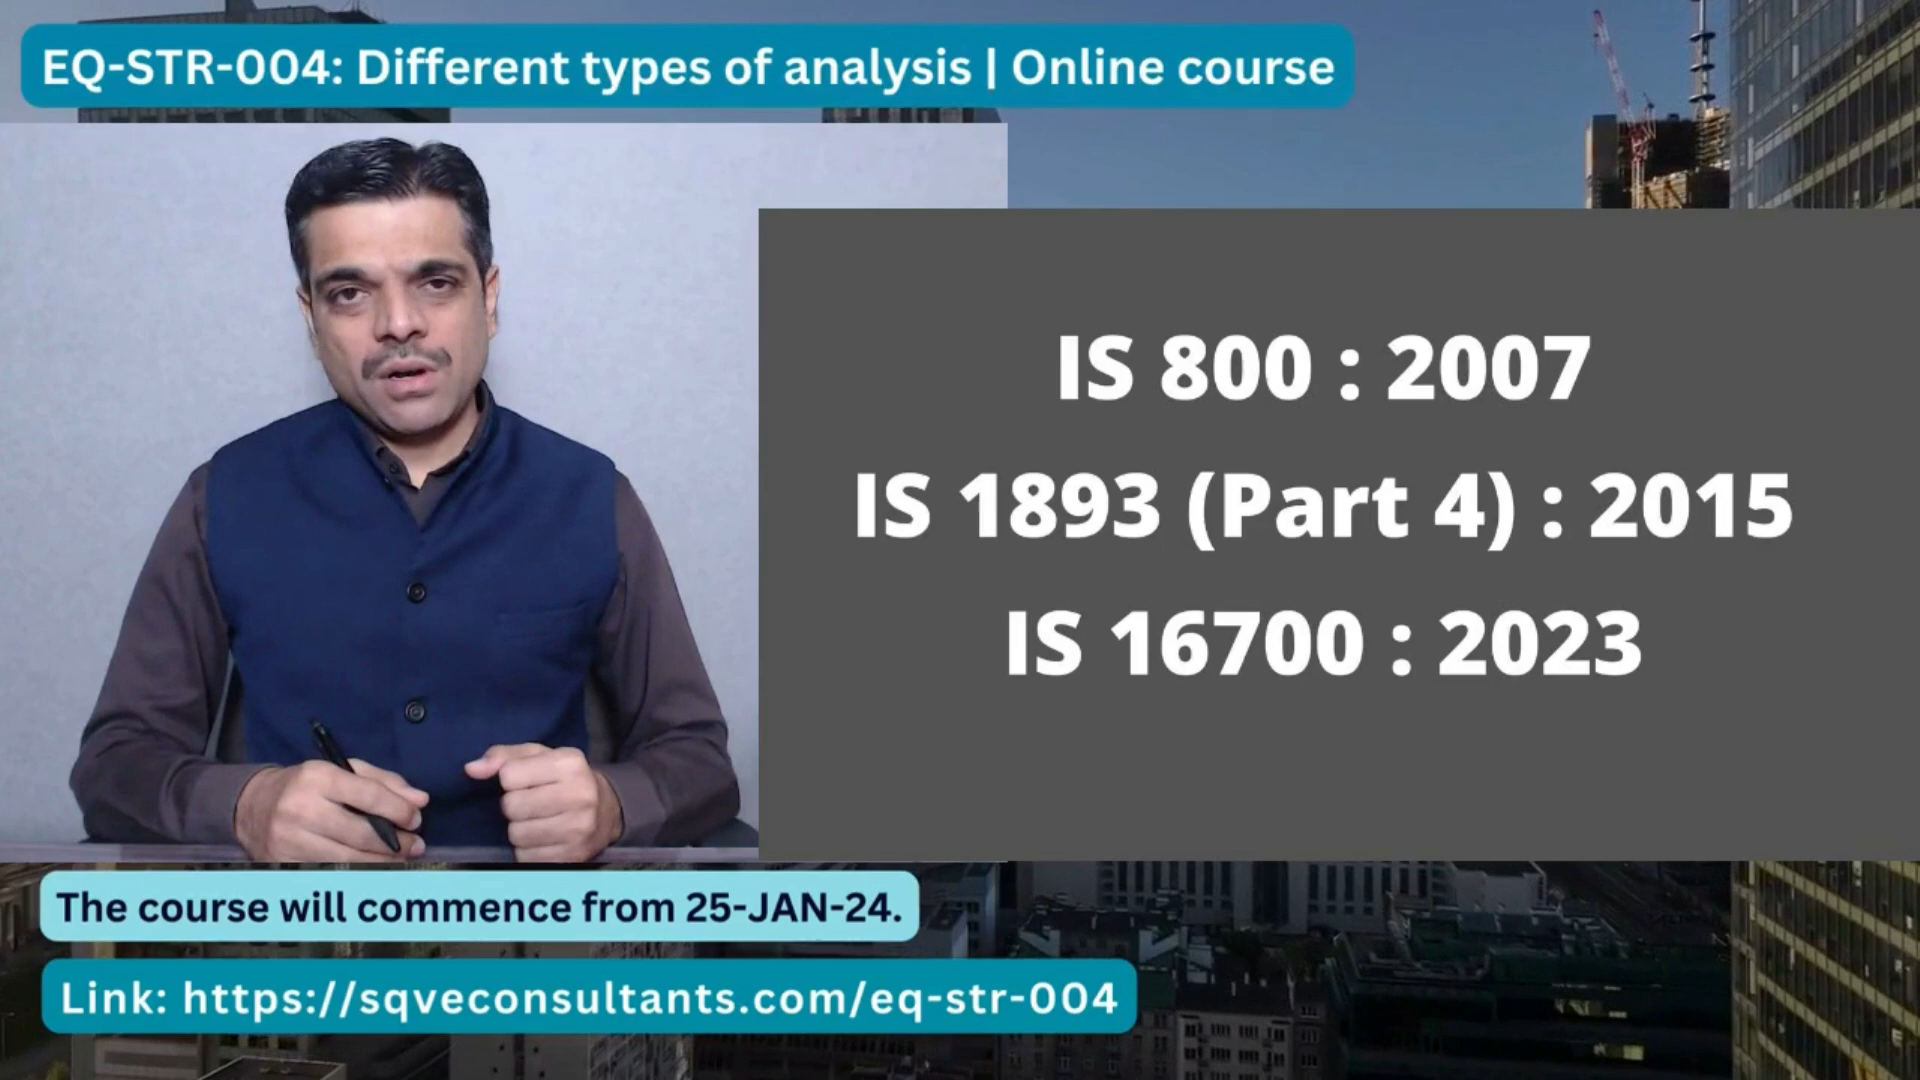 EQ-STR-004: Different types of analysis | Online course
IS 800 : 2007
IS 1893 (Part 4) : 2015
IS 16700 : 2023
The course will commence from 25-JAN-24.
Link: https://sqveconsultants.com/eq-str-004